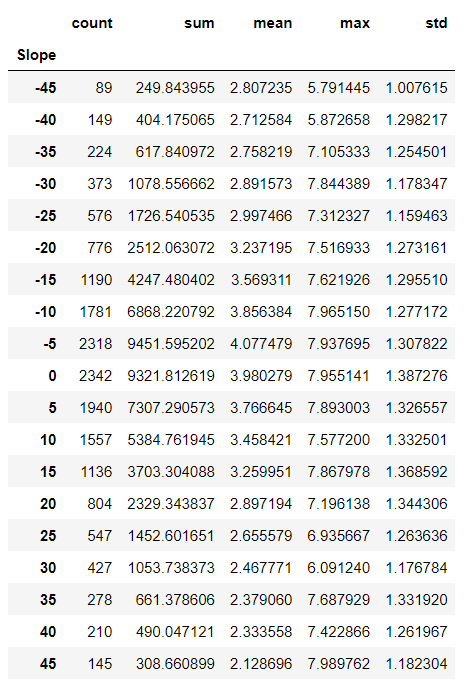 count sum mean max std
Slope
-45 89 249.843955 2.807235 5.791445 1.007615
-40 149 404.175065 2.712584 5.872658 1.298217
-35 224 617.840972 2.758219 7.105333 1.254501
-30 373 1078.556662 2.891573 7.844389 1.178347
-25 576 1726.540535 2.997466 7.312327 1.159463
-20 776 2512.063072 3.237195 7.516933 1.273161
-15 1190 4247.480402 3.569311 7.621926 1.295510
-10 1781 6868.220792 3.856384 7.965150 1.277172
-5 2318 9451.595202 4.077479 7.937695 1.307822
0 2342 9321.812619 3.980279 7.955141 1.387276
5 1940 7307.290573 3.766645 7.893003 1.326557
10 1557 5384.761945 3.458421 7.577200 1.332501
15 1136 3703.304088 3.259951 7.867978 1.368592
20 804 2329.343837 2.897194 7.196138 1.344306
25 547 1452.601651 2.655579 6.935667 1.263636
30 427 1053.738373 2.467771 6.091240 1.176784
35 278 661.378606 2.379060 7.687929 1.331920
40 210 490.047121 2.333558 7.422866 1.261967
45 145 308.660899 2.128696 7.989762 1.182304